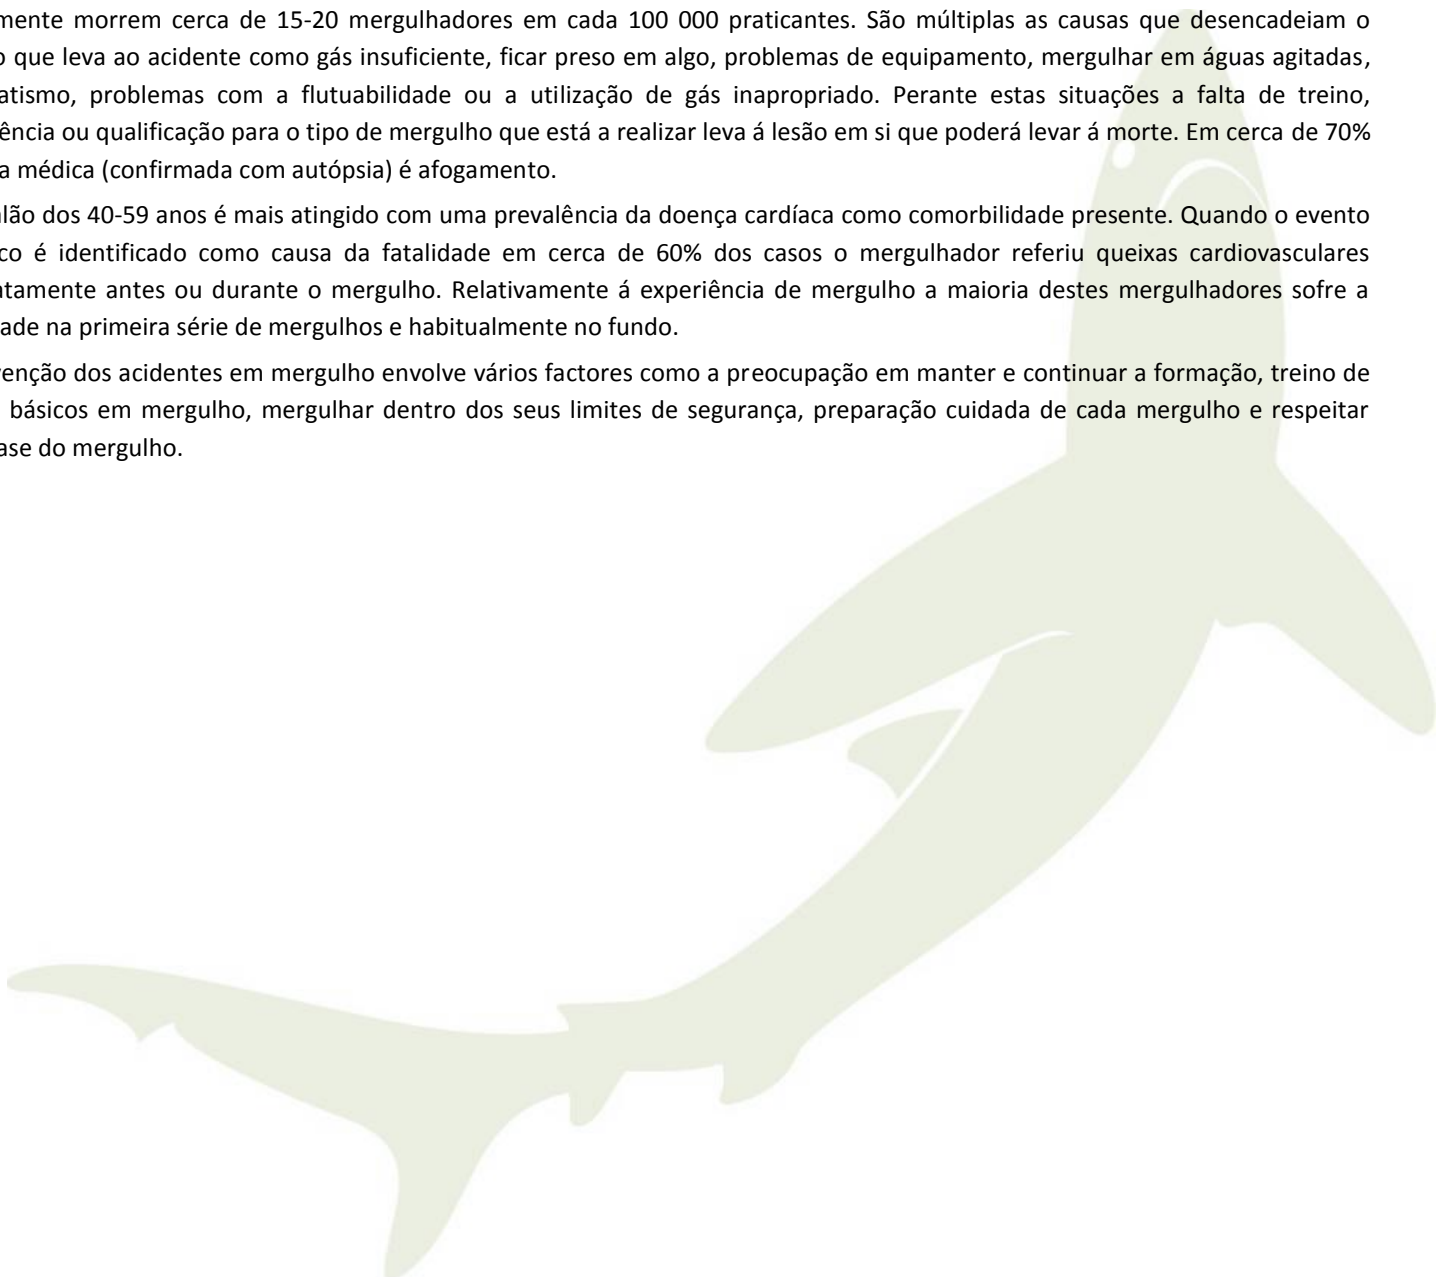 mente morrem cerca de 15-20 mergulhadores em cada 100 000 praticantes. São múltiplas as causas que desencadeiam o
o que leva ao acidente como gás insuficiente, ficar preso em algo, problemas de equipamento, mergulhar em águas agitadas,
atismo, problemas com a flutuabilidade ou a utilização de gás inapropriado. Perante estas situações a falta de treino,
ência ou qualificação para o tipo de mergulho que está a realizar leva á lesão em si que poderá levar á morte. Em cerca de 70%
a médica (confirmada com autópsia) é afogamento.
lão dos 40-59 anos é mais atingido com uma prevalência da doença cardíaca como comorbilidade presente. Quando o evento
co é identificado como causa da fatalidade em cerca de 60% dos casos o mergulhador referiu queixas cardiovasculares
atamente antes ou durante o mergulho. Relativamente á experiência de mergulho a maioria destes mergulhadores sofre a
ade na primeira série de mergulhos e habitualmente no fundo.
enção dos acidentes em mergulho envolve vários factores como a preocupação em manter e continuar a formação, treino de
básicos em mergulho, mergulhar dentro dos seus limites de segurança, preparação cuidada de cada mergulho e respeitar
ase do mergulho.